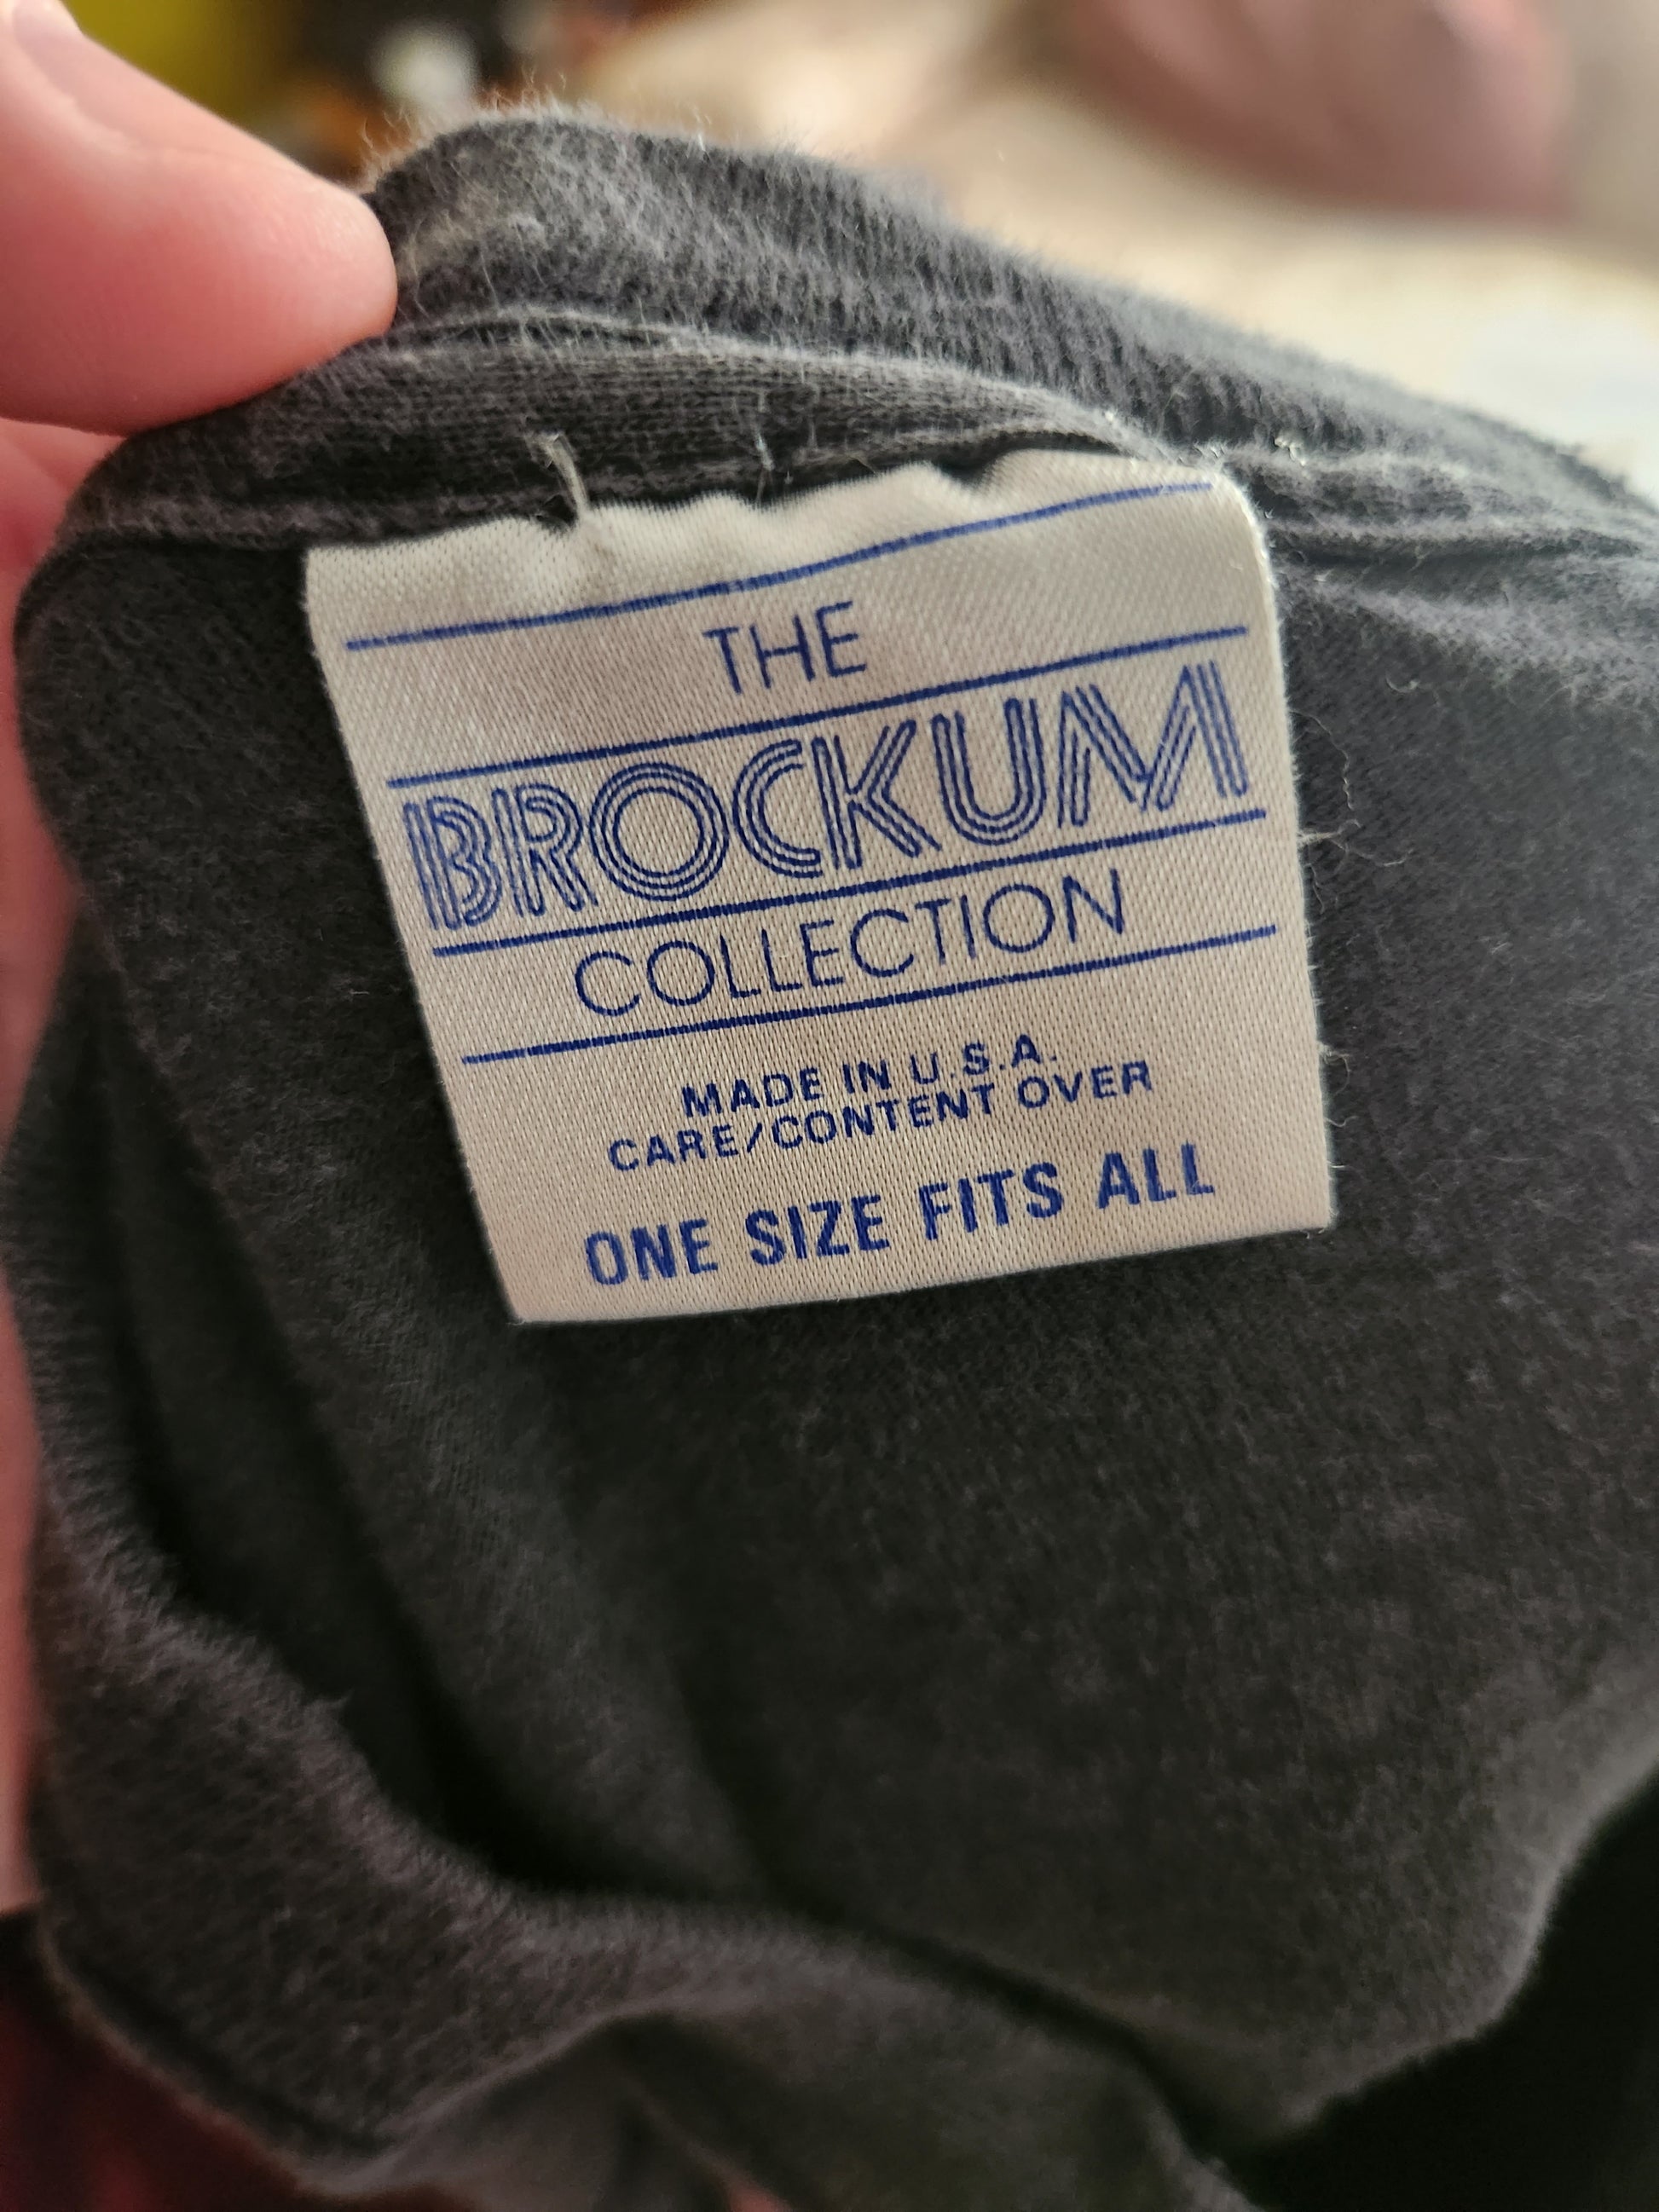 THE
BROCKUM
COLLECTION
MADE IN U.S.A.
CARE/CONTENT OVER
ONE SIZE FITS ALL